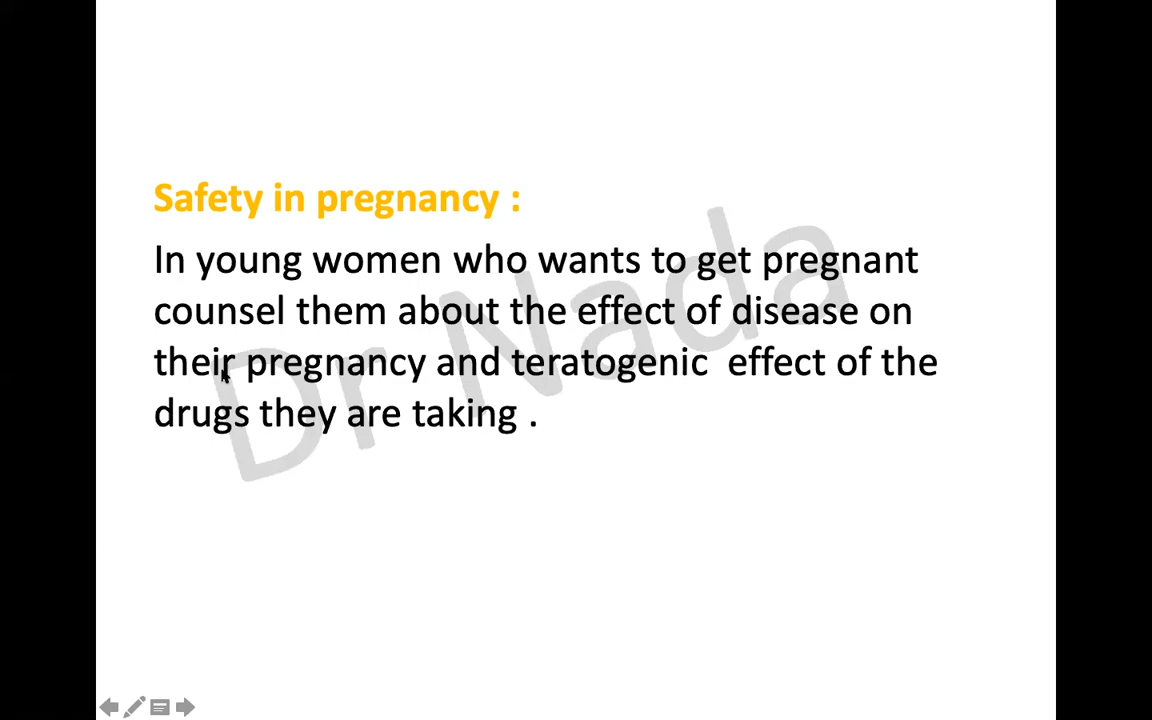 Safety in pregnancy :
In young women who wants to get pregnant
counsel them about the effect of disease on
their pregnancy and teratogenic effect of the
drugs they are taking .
Dr Nada